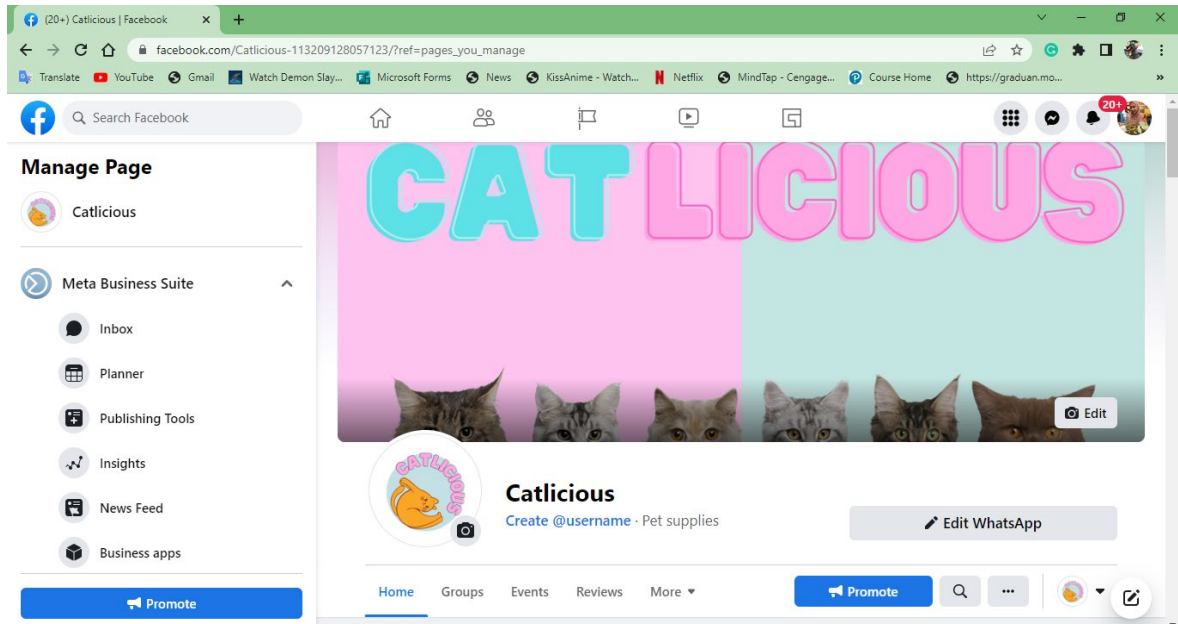 (20+) Catlicious | Facebook
facebook.com/Catlicious-113209128057123/?ref=pages_you_manage
Translate YouTube Gmail Watch Demon Slay... Microsoft Forms News KissAnime - Watch... Netflix MindTap - Cengage... Course Home https://graduan.mo... »
Search Facebook
20+
Manage Page
Catlicious
Meta Business Suite
Inbox
Planner
Publishing Tools
Insights
News Feed
Business apps
Promote
CATLICIOUS
Edit
CATLICIOUS
Catlicious
Create @username · Pet supplies
Edit WhatsApp
Home Groups Events Reviews More
Promote